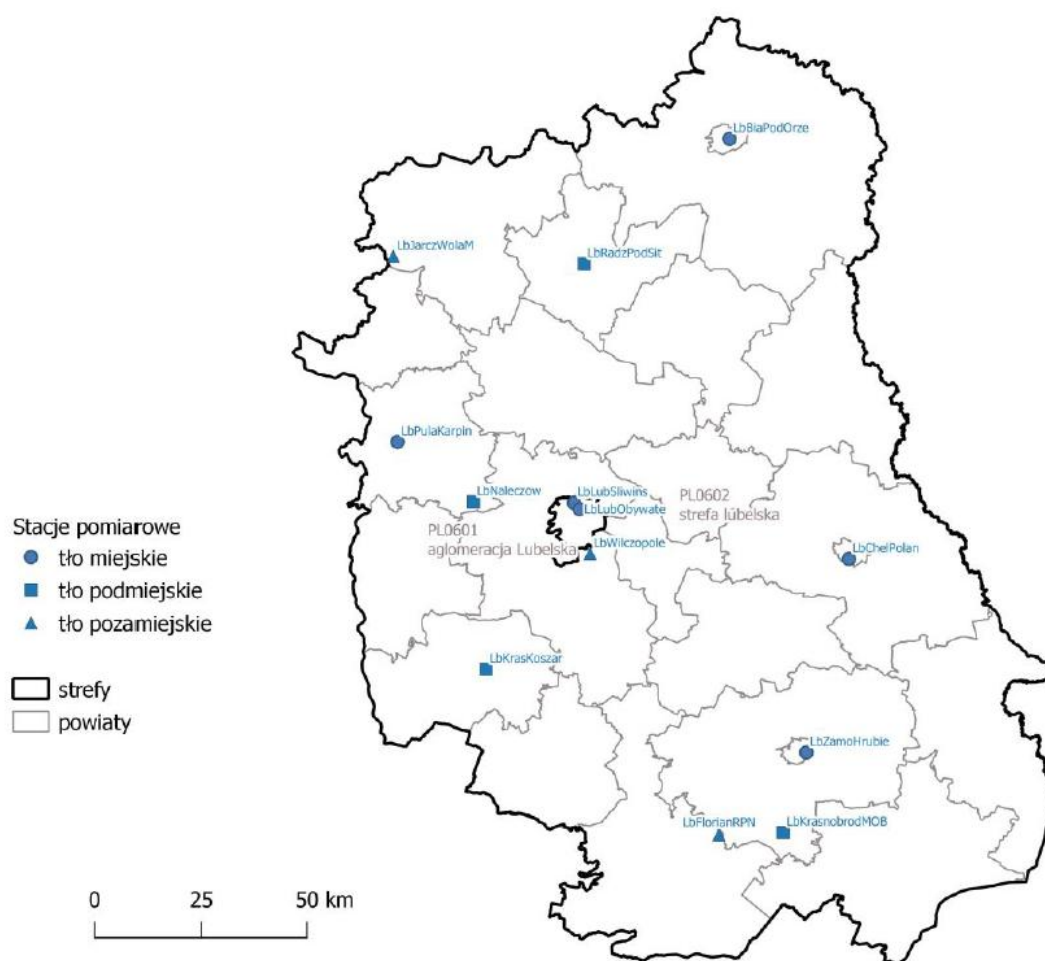 LbBiaPodOrze
LbJarczWolaM
LbRadzPodSit
LbPulaKarpin
LbNaleczow
LbLubSliwins
LbLubObywate
PL0601
aglomeracja Lubelska
PL0602
strefa lubelska
LbWilczopole
LbChelPolan
LbKrasKoszar
LbZamoHrubie
LbFlorianRPN
LbKrasnobrodMOB
Stacje pomiarowe
tło miejskie
tło podmiejskie
tło pozamiejskie
strefy
powiaty
0 25 50 km